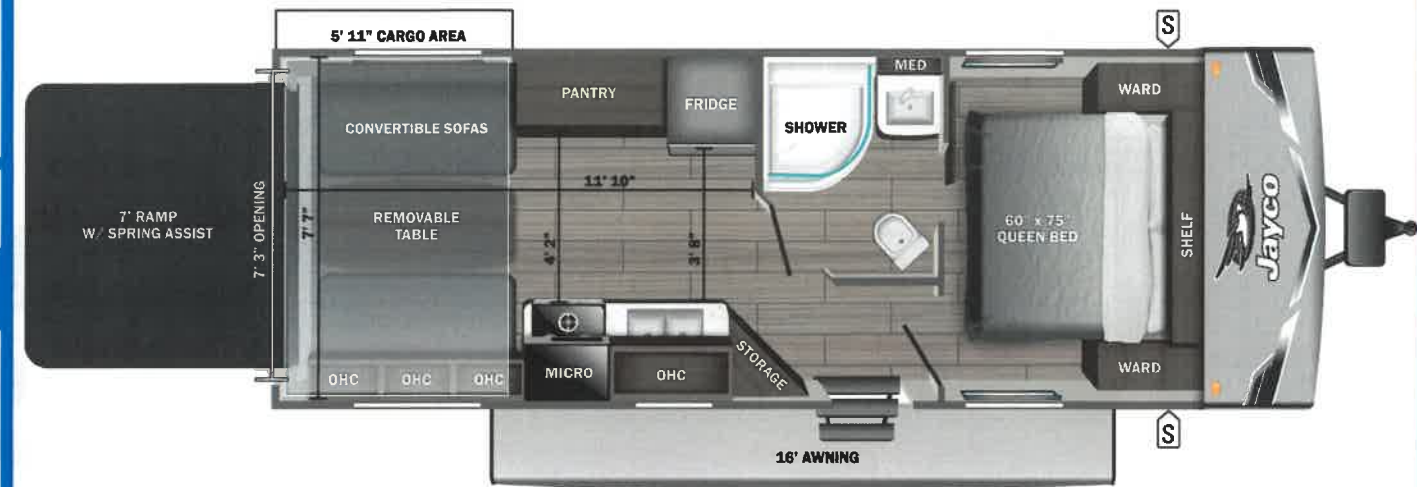 5' 11" CARGO AREA
S
MED
WARD
PANTRY
FRIDGE
SHOWER
CONVERTIBLE SOFAS
11' 10"
7' RAMP
W/ SPRING ASSIST
7' 3" OPENING
7' 7"
REMOVABLE
TABLE
4' 2"
3' 8"
60" x 75"
QUEEN BED
SHELF
Jayco
OHC
OHC
OHC
MICRO
OHC
STORAGE
WARD
S
16' AWNING